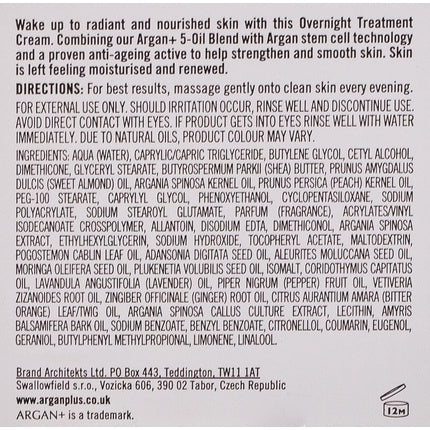 Wake up to radiant and nourished skin with this Overnight Treatment
Cream. Combining our Argan+ 5-Oil Blend with Argan stem cell technology
and a proven anti-ageing active to help strengthen and smooth skin. Skin
is left feeling moisturised and renewed.
DIRECTIONS: For best results, massage gently onto clean skin every evening.
FOR EXTERNAL USE ONLY. SHOULD IRRITATION OCCUR, RINSE WELL AND DISCONTINUE USE.
AVOID DIRECT CONTACT WITH EYES. IF PRODUCT GETS INTO EYES RINSE WELL WITH WATER
IMMEDIATELY. DUE TO NATURAL OILS, PRODUCT COLOUR MAY VARY.
INGREDIENTS: AQUA (WATER), CAPRYLIC/CAPRIC TRIGLYCERIDE, BUTYLENE GLYCOL, CETYL ALCOHOL,
DIMETHICONE, GLYCERYL STEARATE, BUTYROSPERMUM PARKII (SHEA) BUTTER, PRUNUS AMYGDALUS
DULCIS (SWEET ALMOND) OIL, ARGANIA SPINOSA KERNEL OIL, PRUNUS PERSICA (PEACH) KERNEL OIL,
PEG-100 STEARATE, CAPRYLYL GLYCOL, PHENOXYETHANOL, CYCLOPENTASILOXANE, SODIUM
POLYACRYLATE, SODIUM STEAROYL GLUTAMATE, PARFUM (FRAGRANCE), ACRYLATES/VINYL
ISODECANOATE CROSSPOLYMER, ALLANTOIN, DISODIUM EDTA, DIMETHICONOL, ARGANIA SPINOSA
EXTRACT, ETHYLHEXYLGLYCERIN, SODIUM HYDROXIDE, TOCOPHERYL ACETATE, MALTODEXTRIN,
POGOSTEMON CABLIN LEAF OIL, ADANSONIA DIGITATA SEED OIL, ALEURITES MOLUCCANA SEED OIL,
MORINGA OLEIFERA SEED OIL, PLUKENETIA VOLUBILIS SEED OIL, ISOMALT, CORIDOTHYMUS CAPITATUS
OIL, LAVANDULA ANGUSTIFOLIA (LAVENDER) OIL, PIPER NIGRUM (PEPPER) FRUIT OIL, VETIVERIA
ZIZANOIDES ROOT OIL, ZINGIBER OFFICINALE (GINGER) ROOT OIL, CITRUS AURANTIUM AMARA (BITTER
ORANGE) LEAF/TWIG OIL, ARGANIA SPINOSA CALLUS CULTURE EXTRACT, LECITHIN, AMYRIS
BALSAMIFERA BARK OIL, SODIUM BENZOATE, BENZYL BENZOATE, CITRONELLOL, COUMARIN, EUGENOL,
GERANIOL, BUTYLPHENYL METHYLPROPIONAL, LIMONENE, LINALOOL.
Brand Architekts Ltd. PO BOX 443, Teddington, TW11 1AT
Swallowfield s.r.o., Vozicka 606, 390 02 Tabor, Czech Republic
www.arganplus.co.uk
ARGAN+ is a trademark.
12M